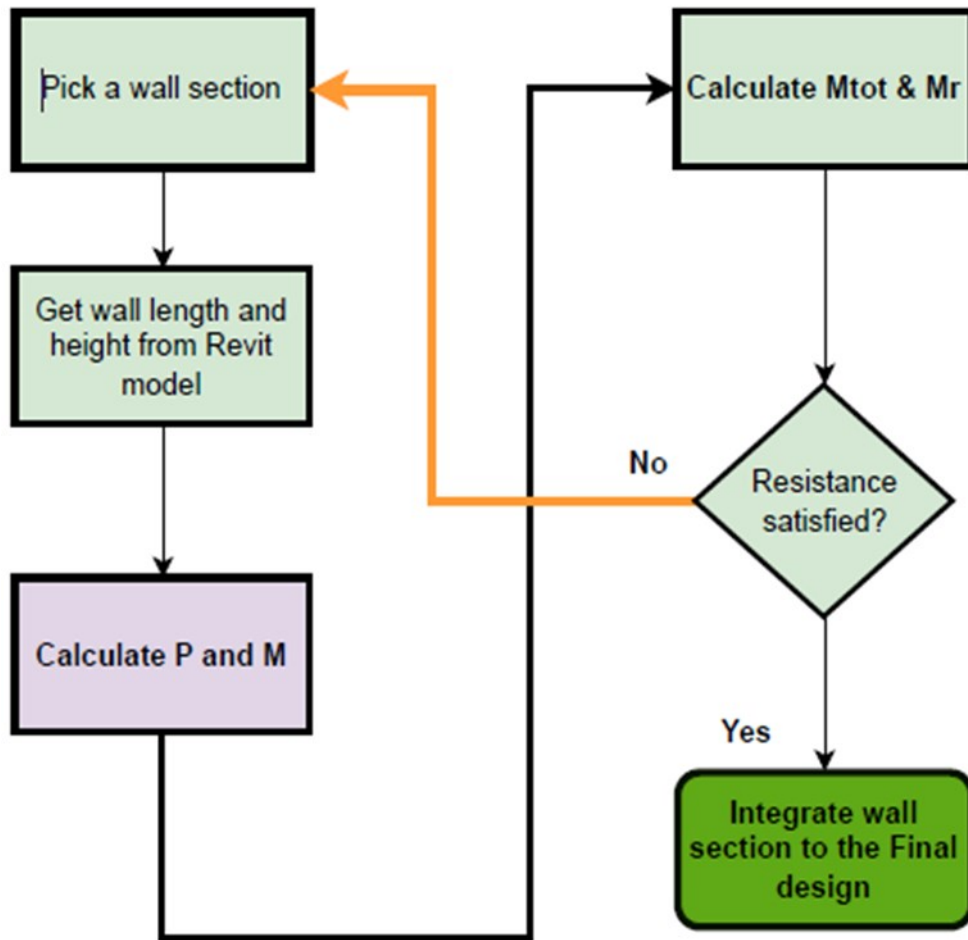 Pick a wall section
Get wall length and
height from Revit
model
Calculate P and M
Calculate Mtot & Mr
Resistance
satisfied?
No
Yes
Integrate wall
section to the Final
design